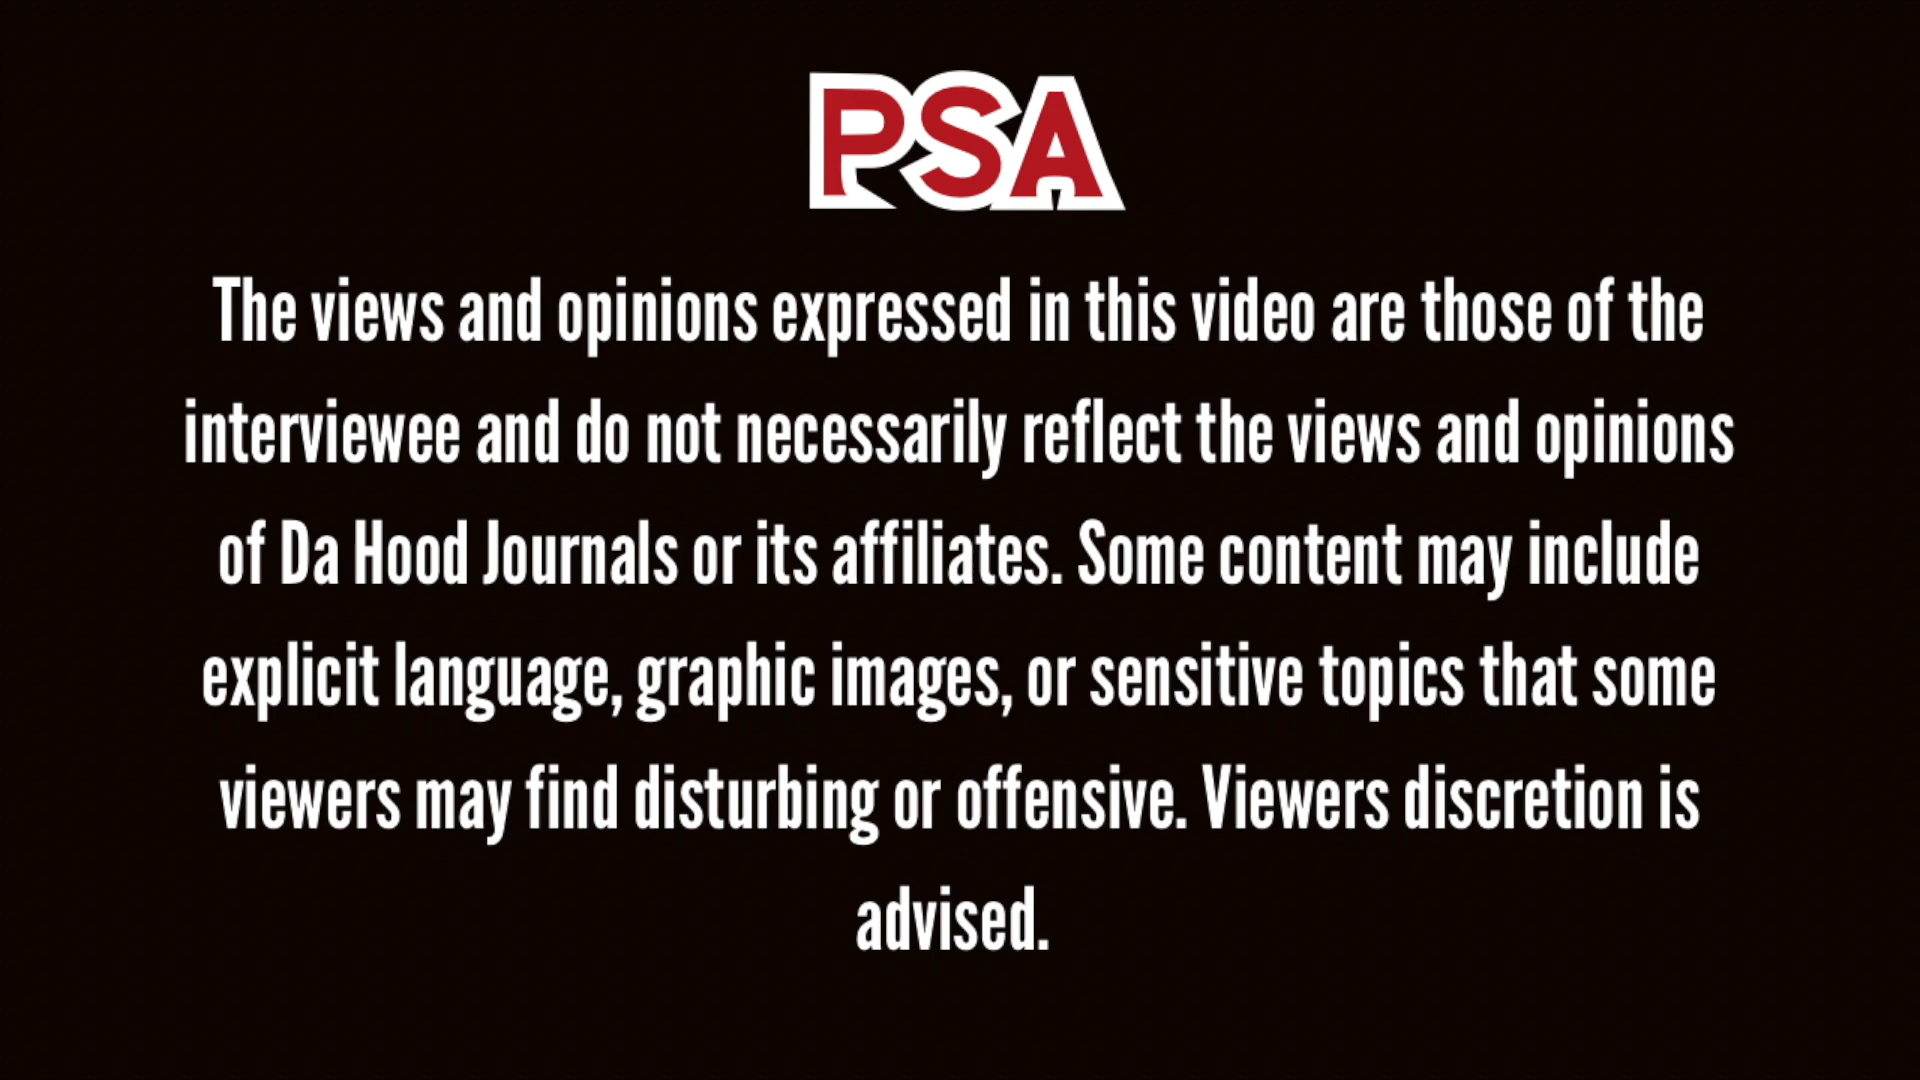 PSA
The views and opinions expressed in this video are those of the
interviewee and do not necessarily reflect the views and opinions
of Da Hood Journals or its affiliates. Some content may include
explicit language, graphic images, or sensitive topics that some
viewers may find disturbing or offensive. Viewers discretion is
advised.